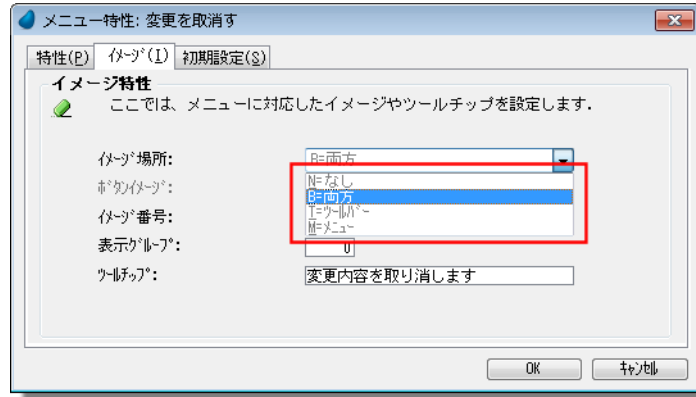 メニュー特性: 変更を取消す
特性(P) ｲﾒｰｼﾞ(I) 初期設定(S)
イメージ特性
ここでは、メニューに対応したイメージやツールチップを設定します.
ｲﾒｰｼﾞ場所: B=両方
N=なし
ﾎﾞﾀﾝｲﾒｰｼﾞ: B=両方
T=ﾂｰﾙﾊﾞｰ
ｲﾒｰｼﾞ番号: M=ﾒﾆｭｰ
表示ｸﾞﾙｰﾌﾟ: 0
ﾂｰﾙﾁｯﾌﾟ: 変更内容を取り消します
OK ｷｬﾝｾﾙ